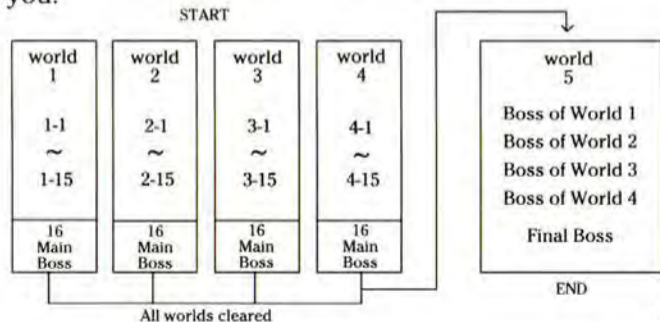 you.
START
world
1
1-1
~
1-15
16
Main
Boss
world
2
2-1
~
2-15
16
Main
Boss
world
3
3-1
~
3-15
16
Main
Boss
world
4
4-1
~
4-15
16
Main
Boss
All worlds cleared
world
5
Boss of World 1
Boss of World 2
Boss of World 3
Boss of World 4
Final Boss
END